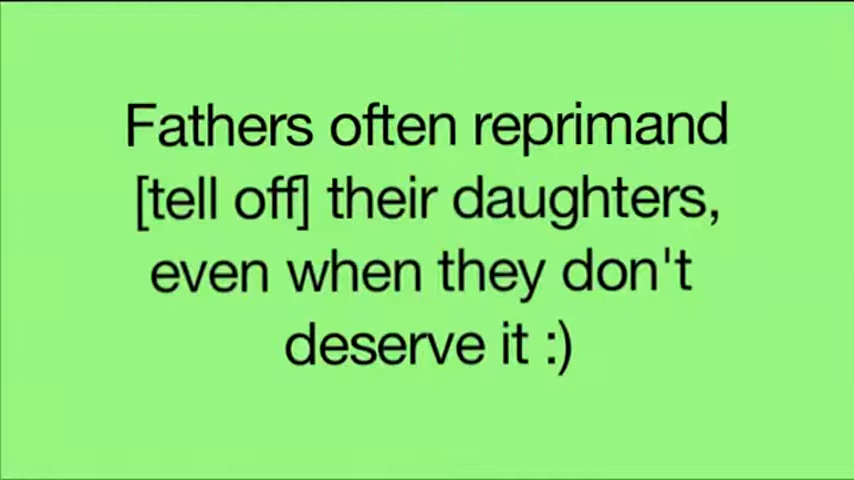 Fathers often reprimand
[tell off] their daughters,
even when they don't
deserve it :)